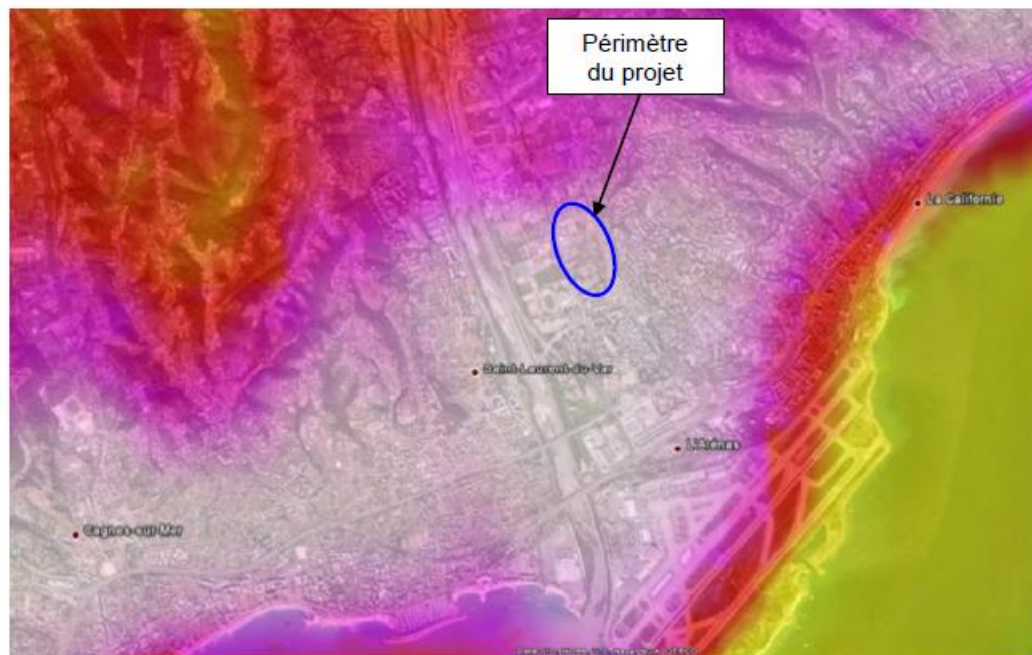 Périmètre
du projet
La Californie
Saint-Laurent-du-Var
L'Arénas
Cagnes-sur-Mer